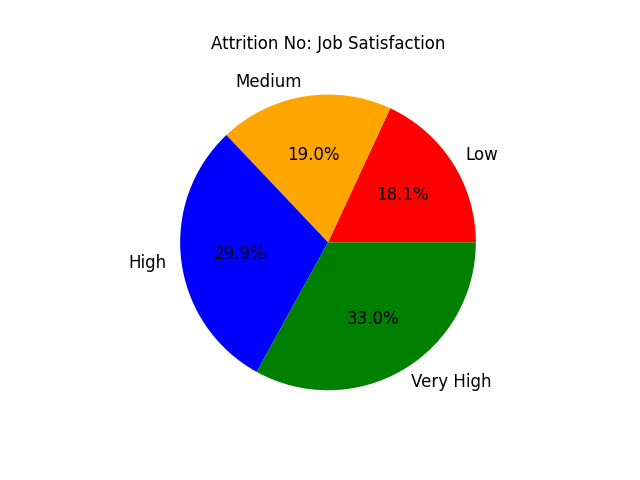 Attrition No: Job Satisfaction
Medium
Low
19.0%
18.1%
High
29.9%
33.0%
Very High